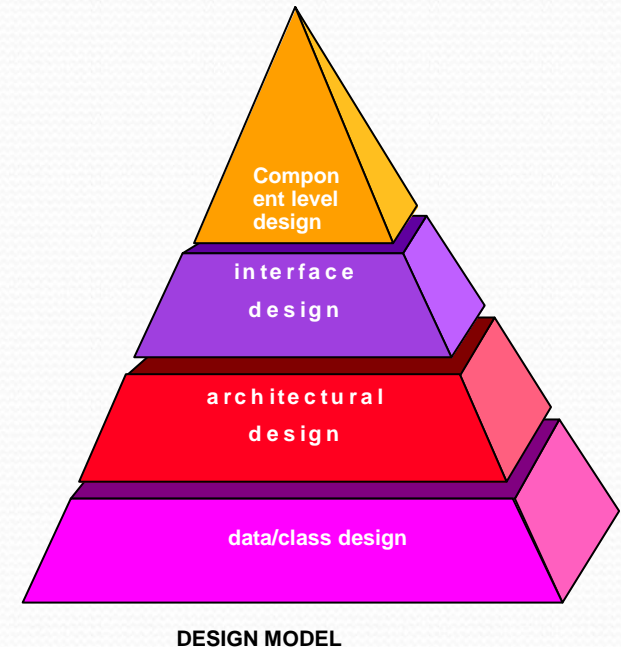 Compon
ent level
design
interface
design
architectural
design
data/class design
DESIGN MODEL